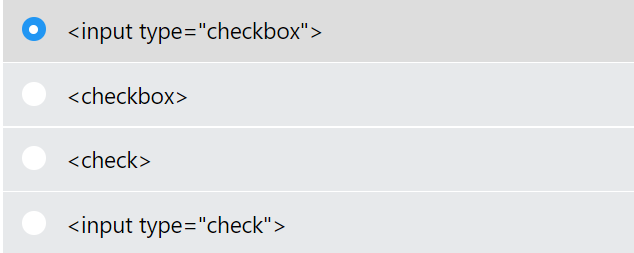 <input type="checkbox">
<checkbox>
<check>
<input type="check">